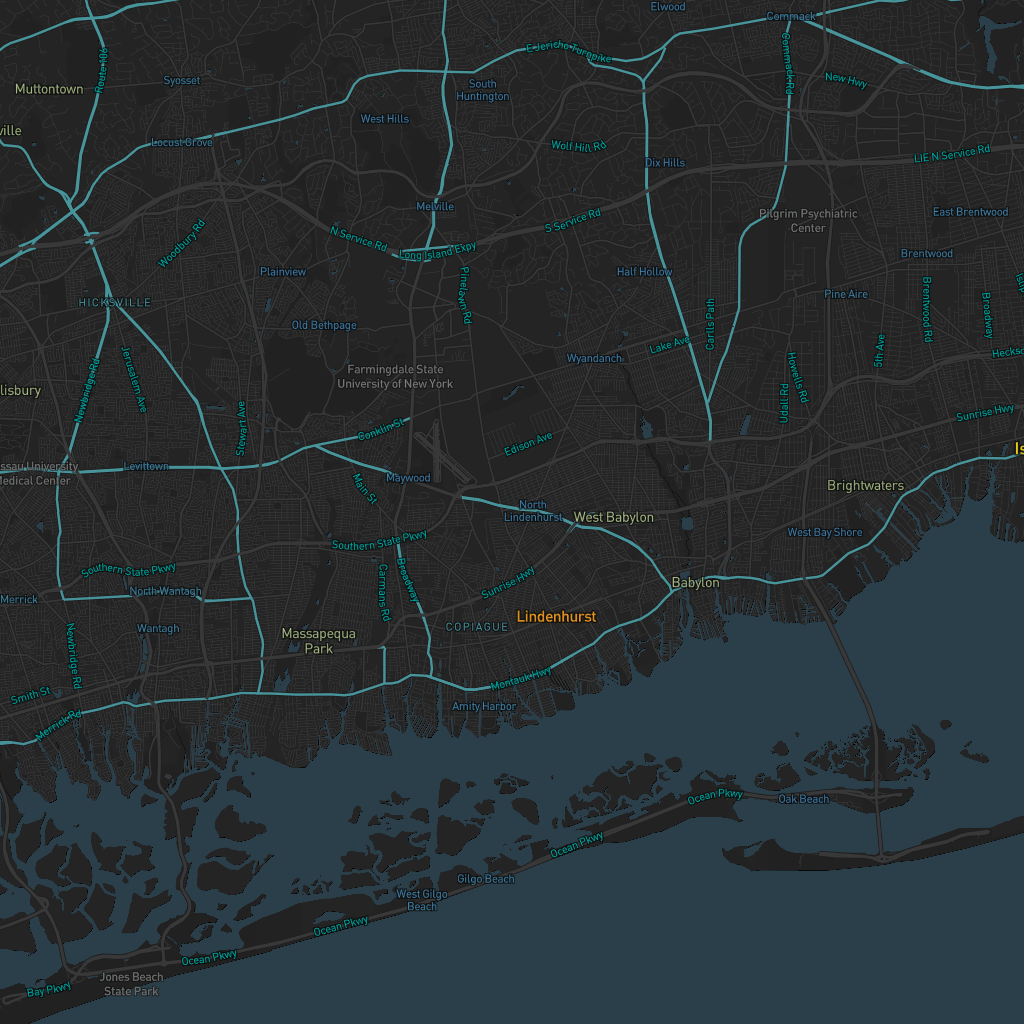 Elwood
Commack
E Jericho Turnpike
Route 106
Commack Rd
Syosset
Muttontown
South
Huntington
New Hwy
West Hills
ville
Locust Grove
Wolf Hill Rd
LIE N Service Rd
Dix Hills
Melville
Pilgrim Psychiatric
Center
East Brentwood
S Service Rd
Woodbury Rd
N Service Rd
Long Island Expy
Brentwood
Plainview
Half Hollow
Pinelawn Rd
Pine Aire
HICKSVILLE
Brentwood Rd
Broadway
Old Bethpage
Carlls Path
Lake Ave
5th Ave
Wyandanch
Hecksc
Jerusalem Ave
Farmingdale State
University of New York
Howells Rd
Newbridge Rd
lisbury
Udall Rd
Sunrise Hwy
Stewart Ave
Conklin St
Edison Ave
Is
ssau University
Medical Center
Levittown
Maywood
Main St
Brightwaters
North
Lindenhurst
West Babylon
West Bay Shore
Southern State Pkwy
Southern State Pkwy
Broadway
Carmans Rd
Sunrise Hwy
Babylon
Merrick
North Wantagh
Lindenhurst
Wantagh
COPIAGUE
Massapequa
Park
Newbridge Rd
Montauk Hwy
Smith St
Amity Harbor
Merrick Rd
Ocean Pkwy
Oak Beach
Ocean Pkwy
Gilgo Beach
West Gilgo
Beach
Ocean Pkwy
Ocean Pkwy
Jones Beach
State Park
Bay Pkwy